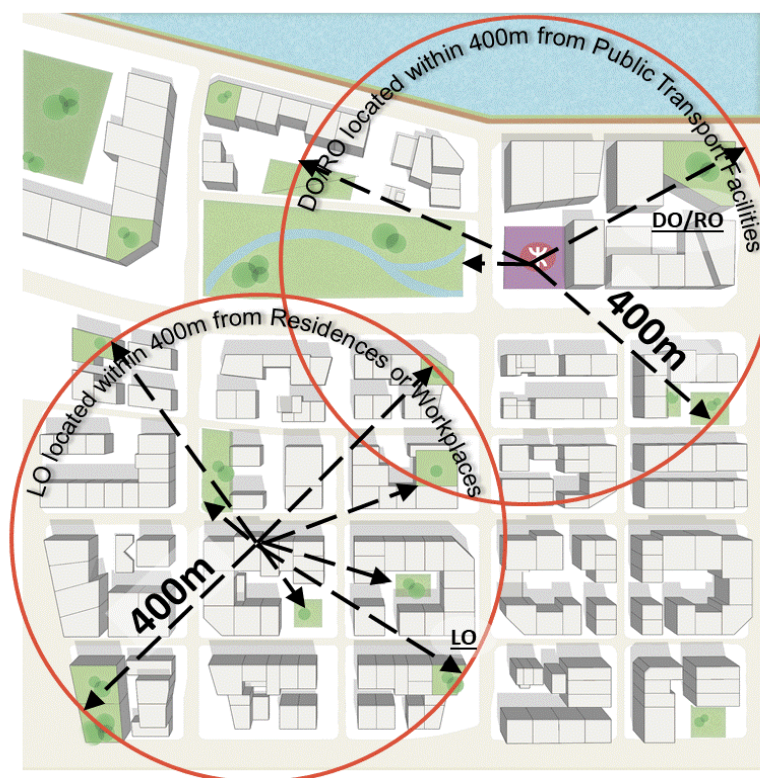 DO/RO located within 400m from Public Transport Facilities
DO/RO
400m
LO located within 400m from Residences or Workplaces
400m
LO